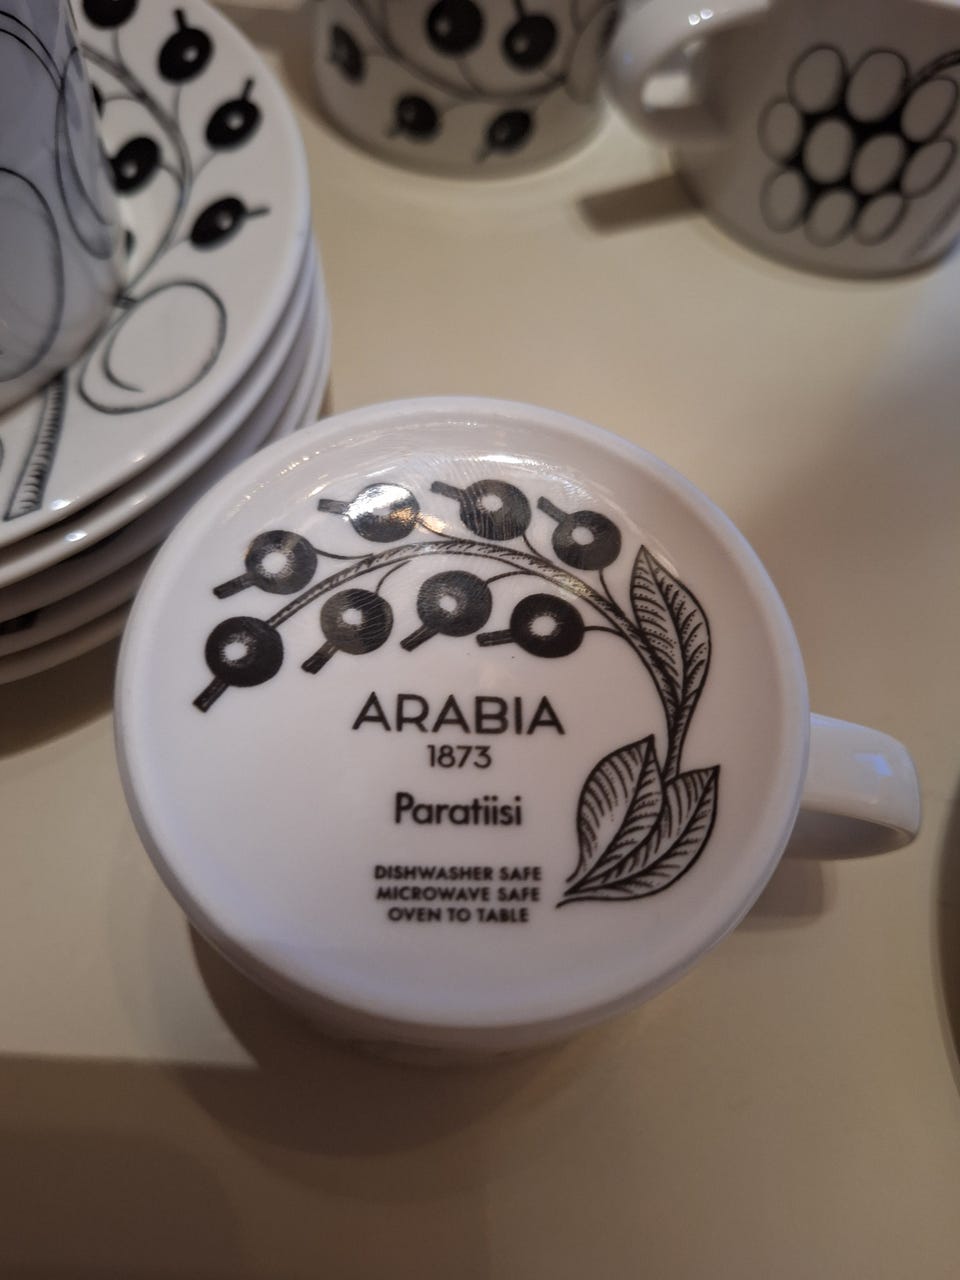 ARABIA
1873
Paratiisi
DISHWASHER SAFE
MICROWAVE SAFE
OVEN TO TABLE